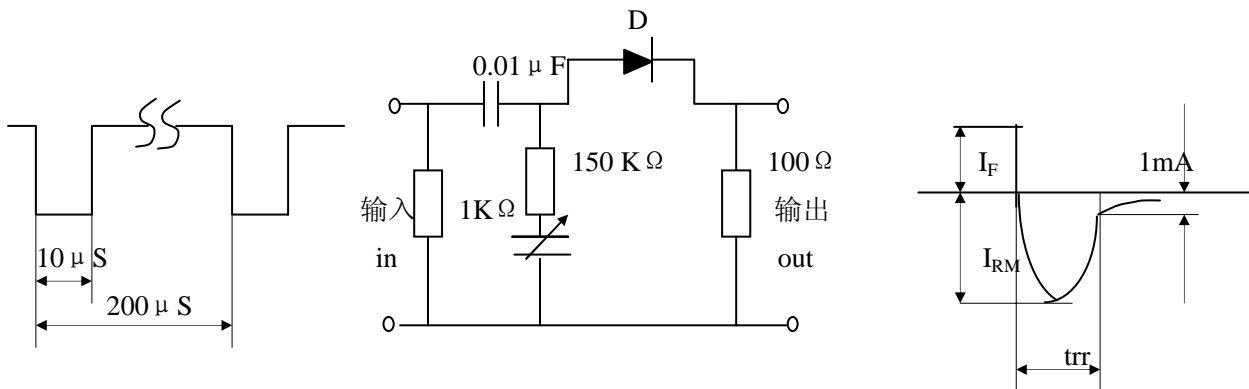 D
0.01μF
150 KΩ
100Ω
输入
1KΩ
输出
in
out
10μS
200μS
I_F
1mA
I_RM
trr